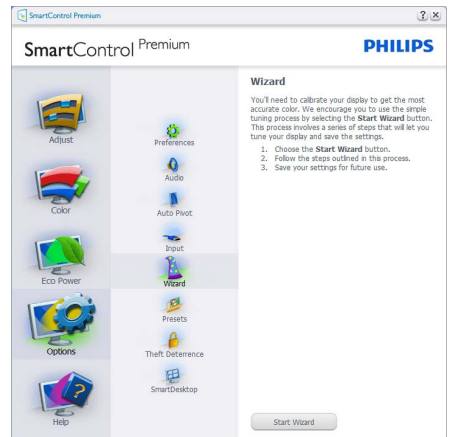 SmartControl Premium
? ×
SmartControl Premium
PHILIPS
Adjust
Color
Eco Power
Options
Help
Preferences
Audio
Auto Pivot
Input
Wizard
Presets
Theft Deterrence
SmartDesktop
Wizard
You'll need to calibrate your display to get the most
accurate color. We encourage you to use the simple
tuning process by selecting the Start Wizard button.
This process involves a series of steps that will let you
tune your display and save the settings.
1. Choose the Start Wizard button.
2. Follow the steps outlined in this process.
3. Save your settings for future use.
Start Wizard